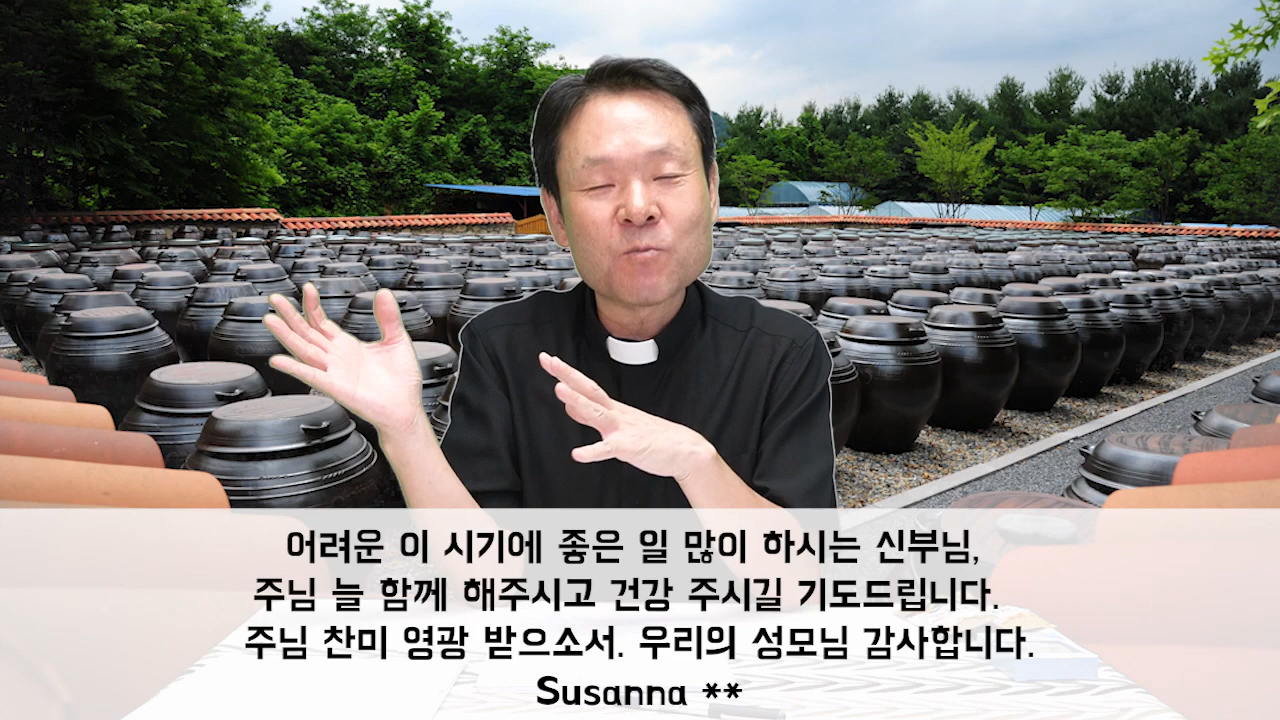 어려운 이 시기에 좋은 일 많이 하시는 신부님,
주님 늘 함께 해주시고 건강 주시길 기도드립니다.
주님 찬미 영광 받으소서. 우리의 성모님 감사합니다.
Susanna **